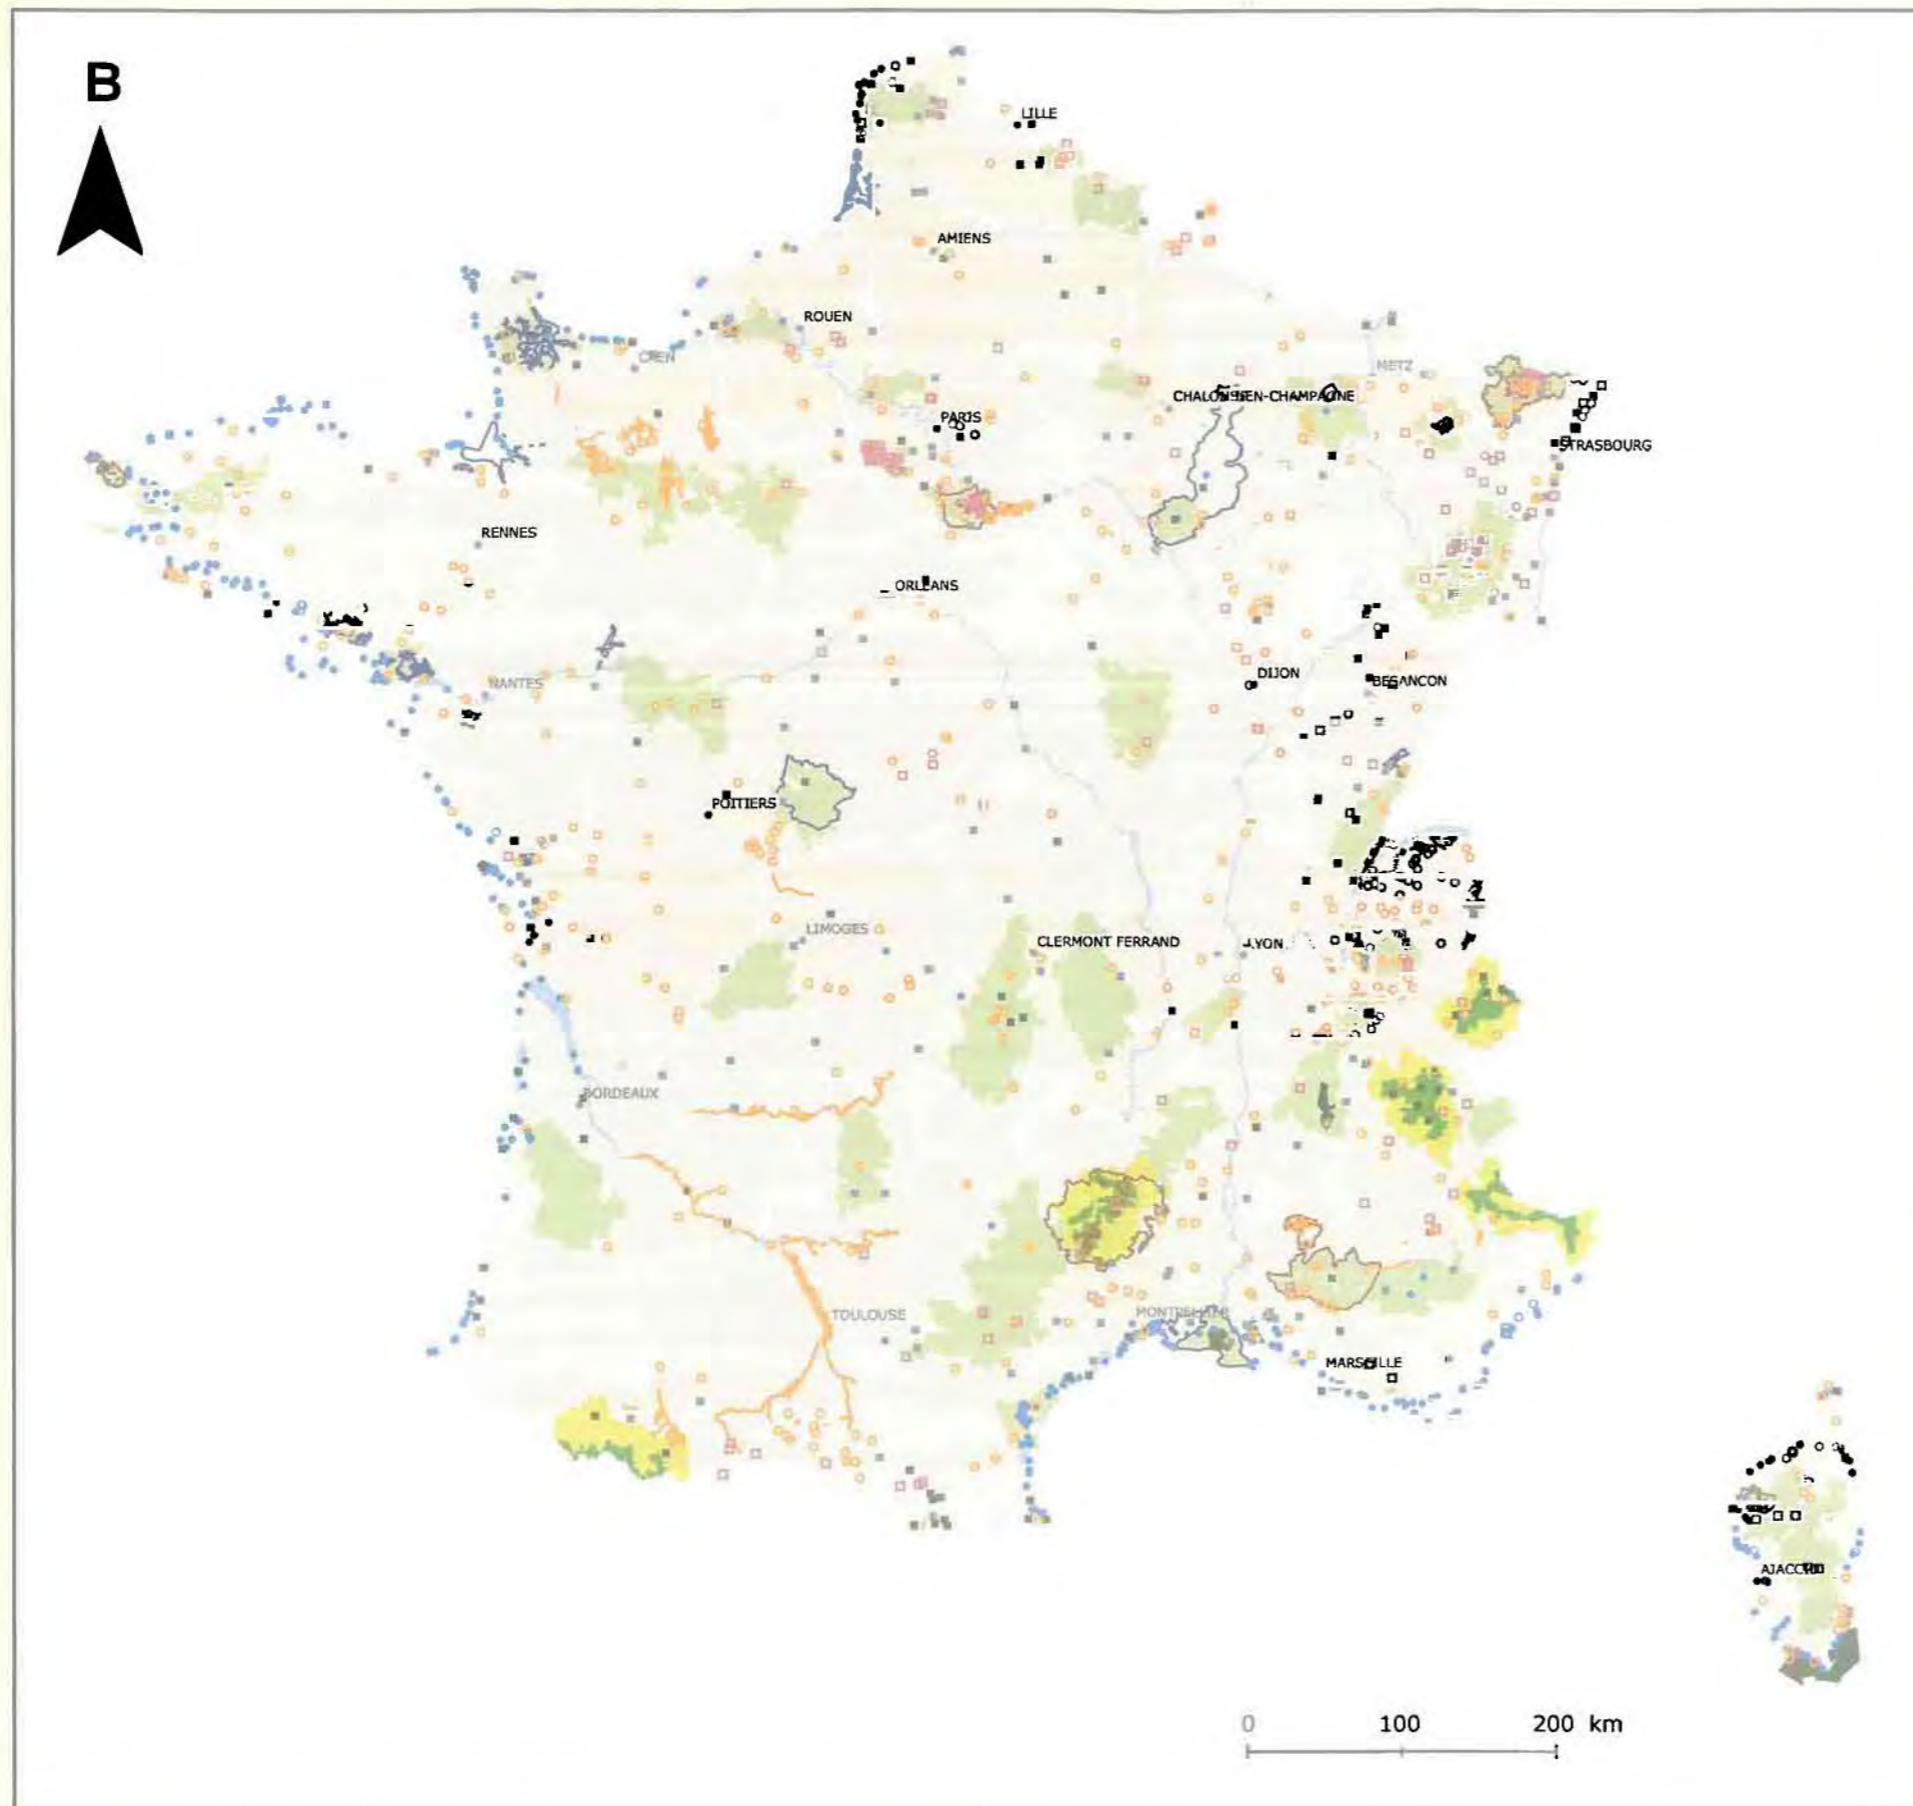 B
LILLE
AMIENS
ROUEN
CAEN
METZ
CHALONS-EN-CHAMPAGNE
PARIS
STRASBOURG
RENNES
ORLEANS
DIJON
BESANCON
NANTES
POITIERS
LIMOGES
CLERMONT FERRAND
LYON
BORDEAUX
TOULOUSE
MONTPELLIER
MARSEILLE
AJACCIO
0 100 200 km